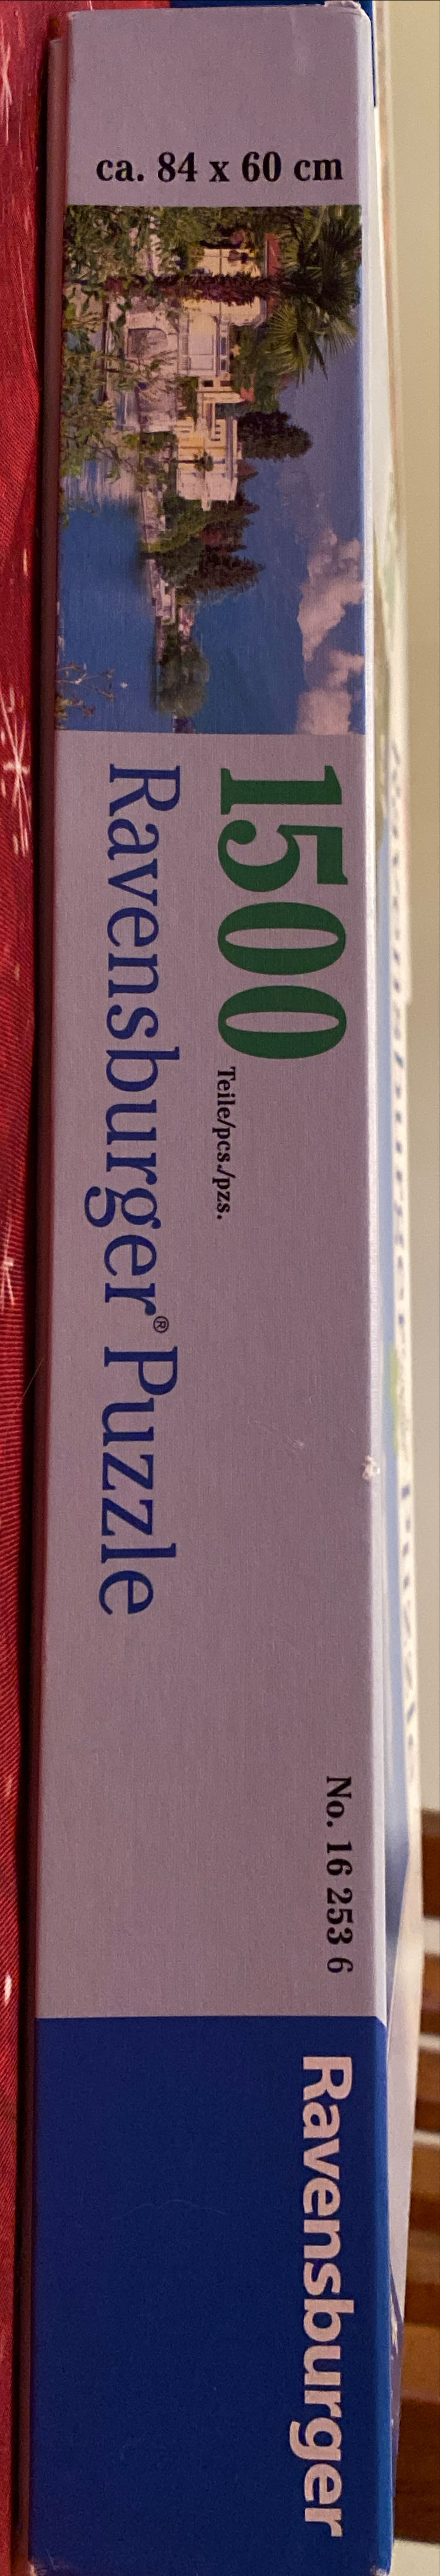 ca. 84 x 60 cm
1500 Teile/pcs./pzs.
Ravensburger® Puzzle
No. 16 253 6
Ravensburger